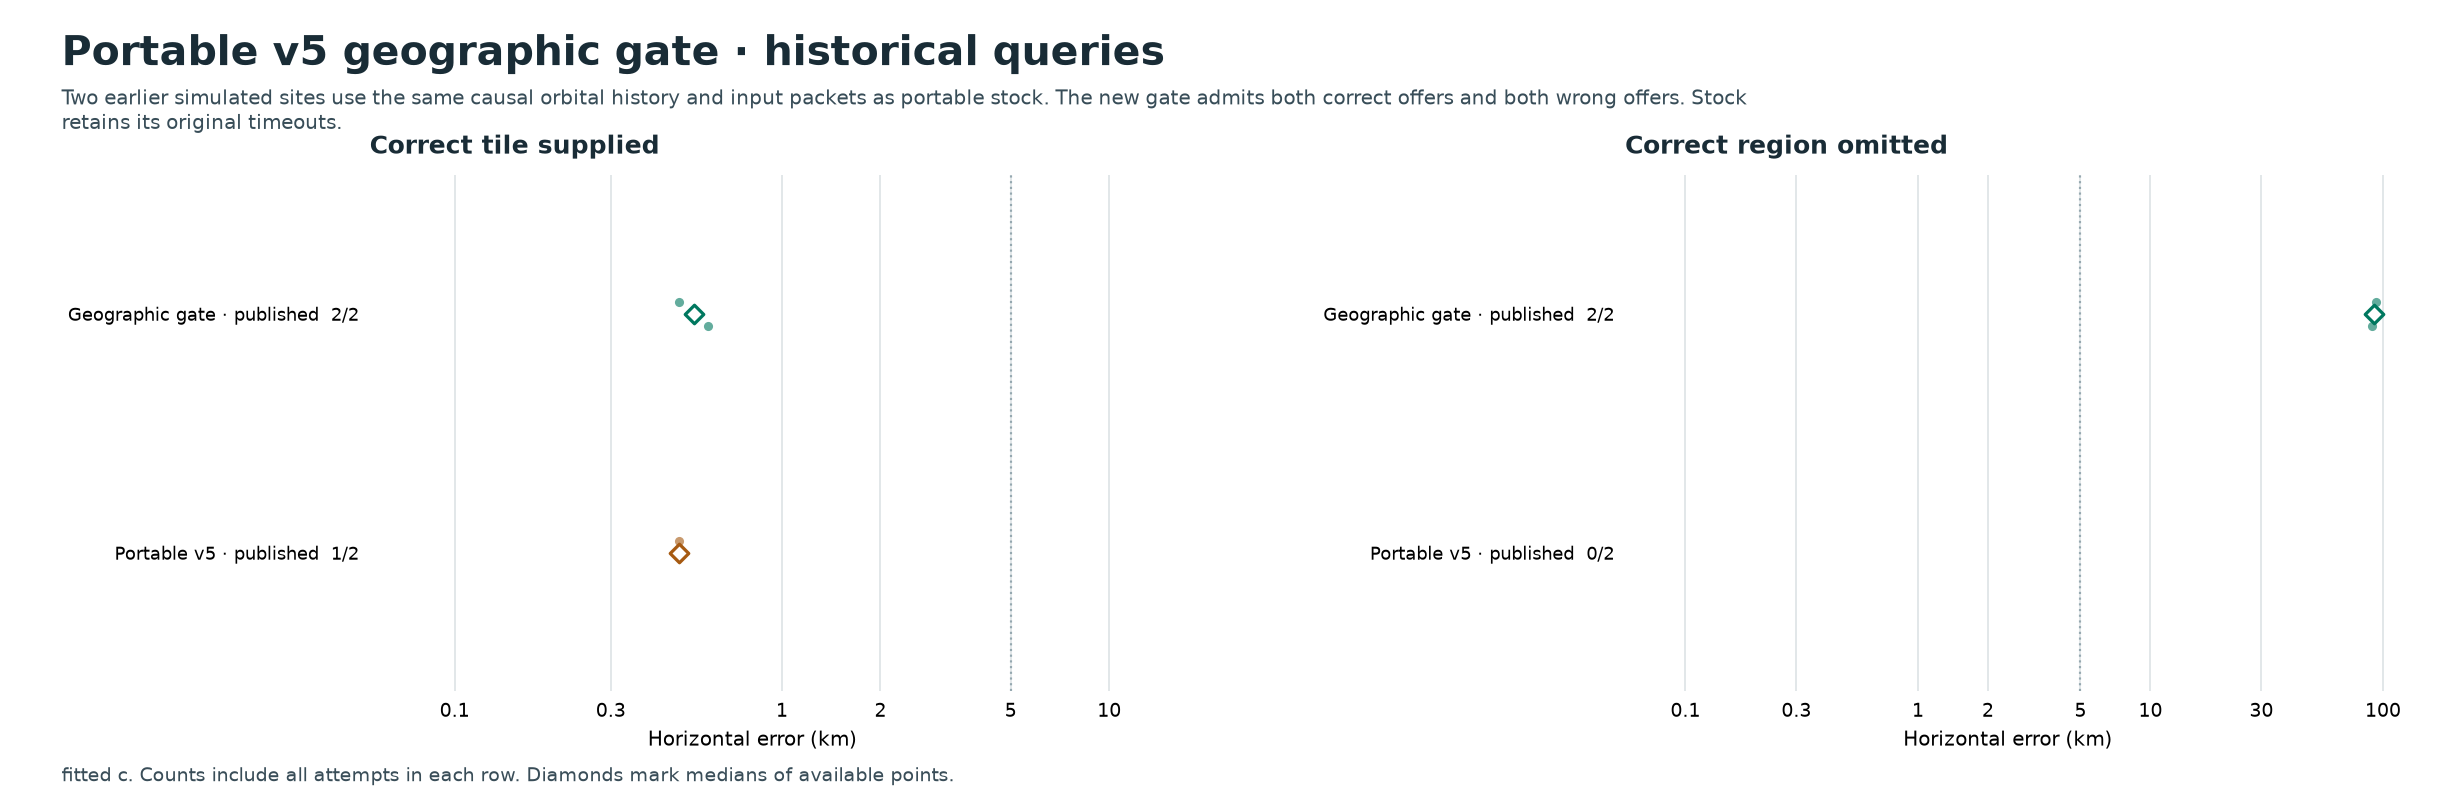 Portable v5 geographic gate · historical queries
Two earlier simulated sites use the same causal orbital history and input packets as portable stock. The new gate admits both correct offers and both wrong offers. Stock
retains its original timeouts.
Correct tile supplied
Geographic gate · published 2/2
Portable v5 · published 1/2
0.1 0.3 1 2 5 10
Horizontal error (km)
Correct region omitted
Geographic gate · published 2/2
Portable v5 · published 0/2
0.1 0.3 1 2 5 10 30 100
Horizontal error (km)
fitted c. Counts include all attempts in each row. Diamonds mark medians of available points.